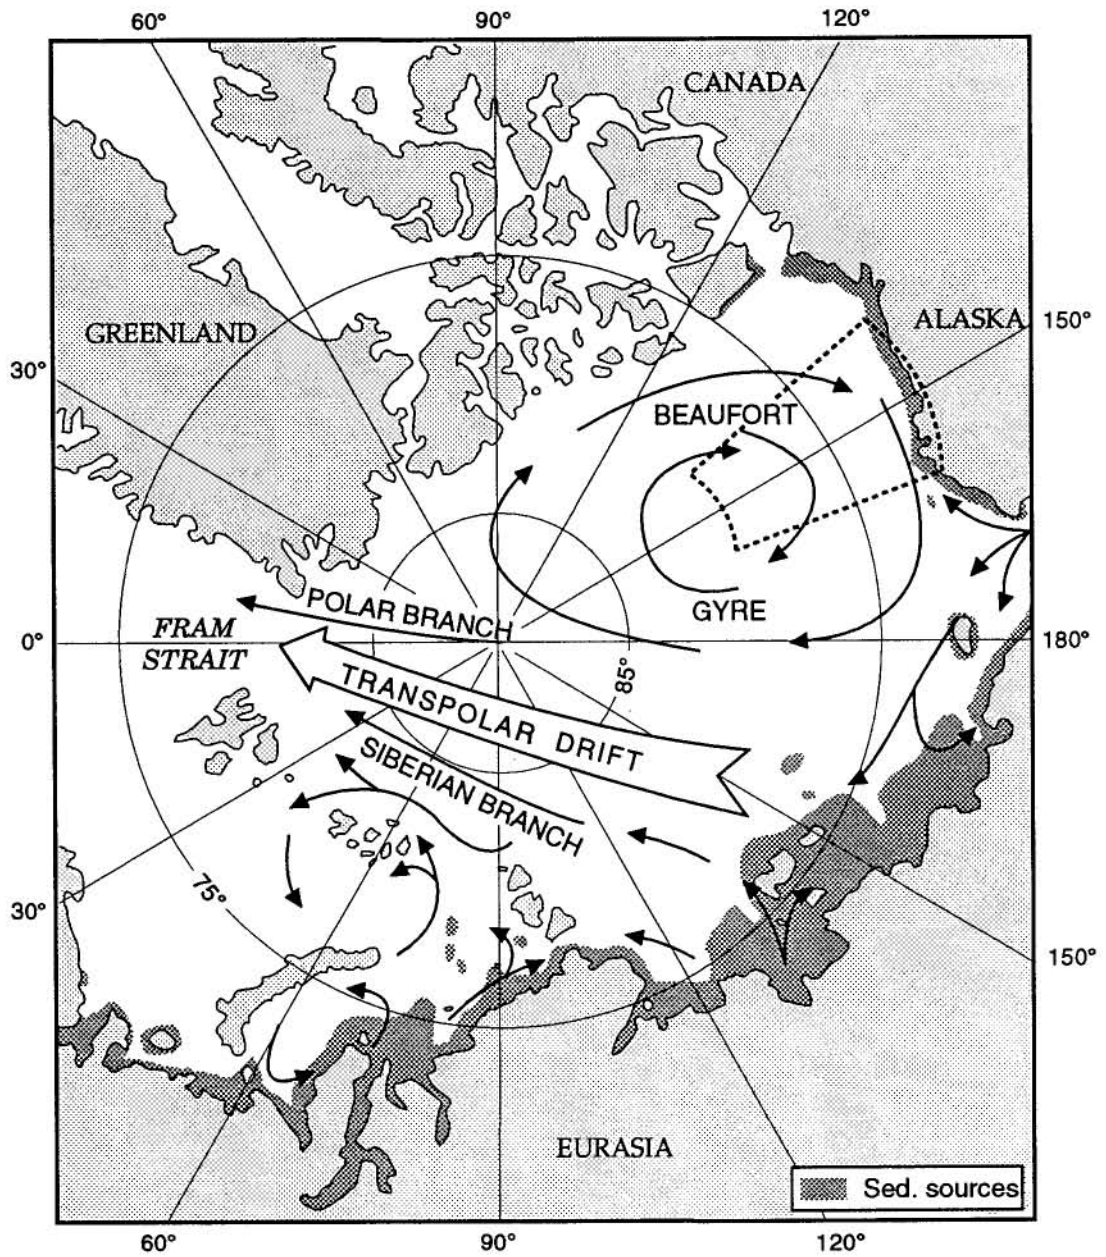 60° 90° 120°
CANADA
GREENLAND
ALASKA
150°
30°
BEAUFORT
GYRE
POLAR BRANCH
FRAM
STRAIT
0°
180°
85°
TRANSPOLAR DRIFT
SIBERIAN BRANCH
75°
30°
150°
EURASIA
Sed. sources
60° 90° 120°